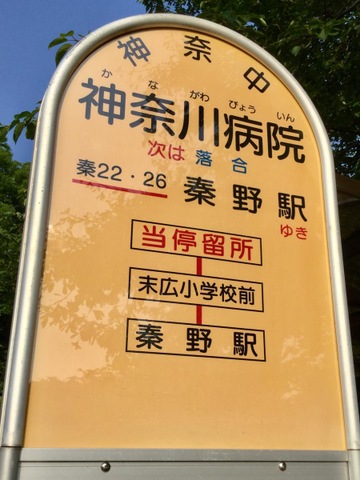 神奈中
か な がわ びょう いん
神奈川病院
次は 落合
秦22・26 秦野駅
ゆき
当停留所
末広小学校前
秦野駅